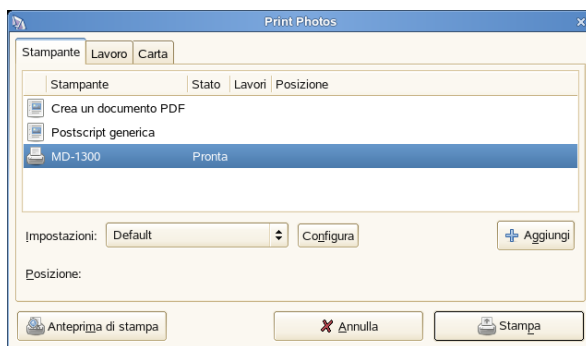 Print Photos
Stampante Lavoro Carta
Stampante Stato Lavori Posizione
Crea un documento PDF
Postscript generica
MD-1300 Pronta
Impostazioni: Default Configura Aggiungi
Posizione:
Anteprima di stampa Annulla Stampa